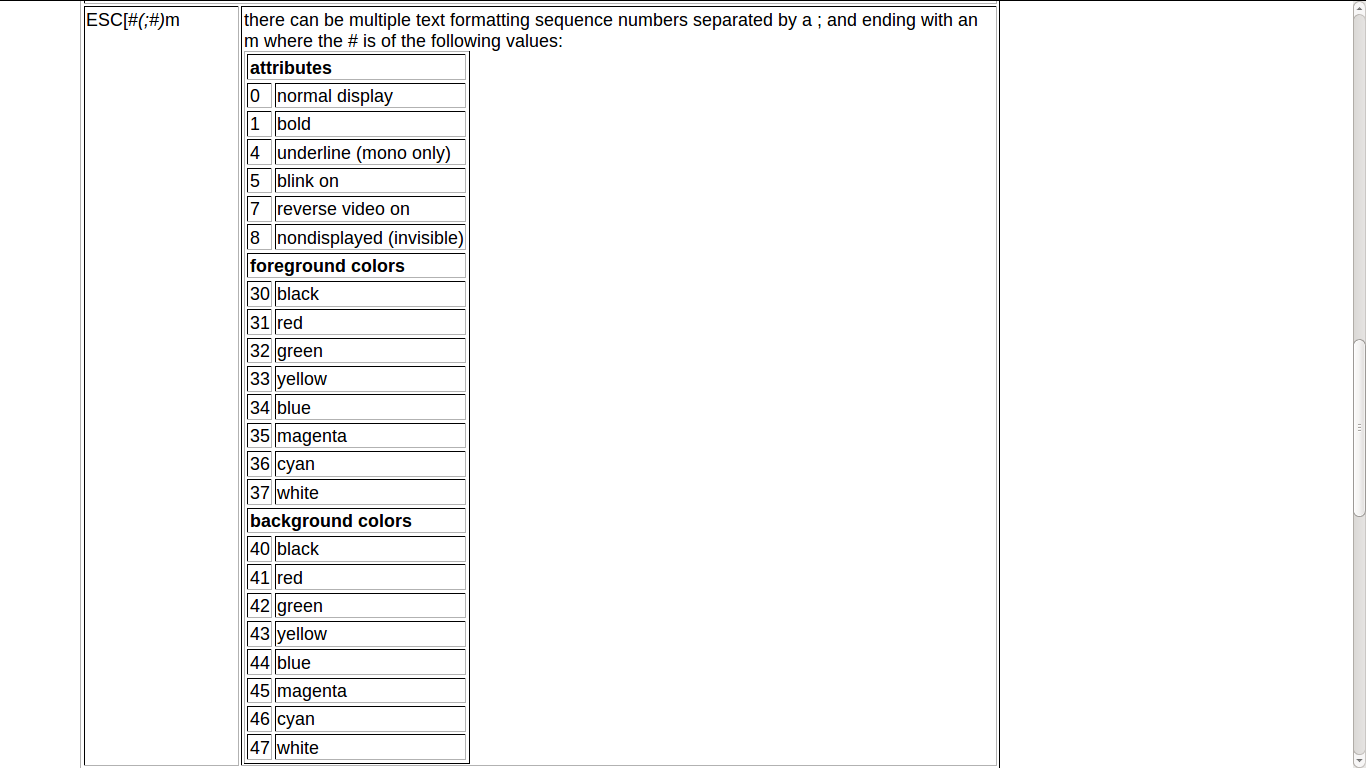 ESC[#(;#)m
there can be multiple text formatting sequence numbers separated by a ; and ending with an
m where the # is of the following values:
attributes
0 normal display
1 bold
4 underline (mono only)
5 blink on
7 reverse video on
8 nondisplayed (invisible)
foreground colors
30 black
31 red
32 green
33 yellow
34 blue
35 magenta
36 cyan
37 white
background colors
40 black
41 red
42 green
43 yellow
44 blue
45 magenta
46 cyan
47 white